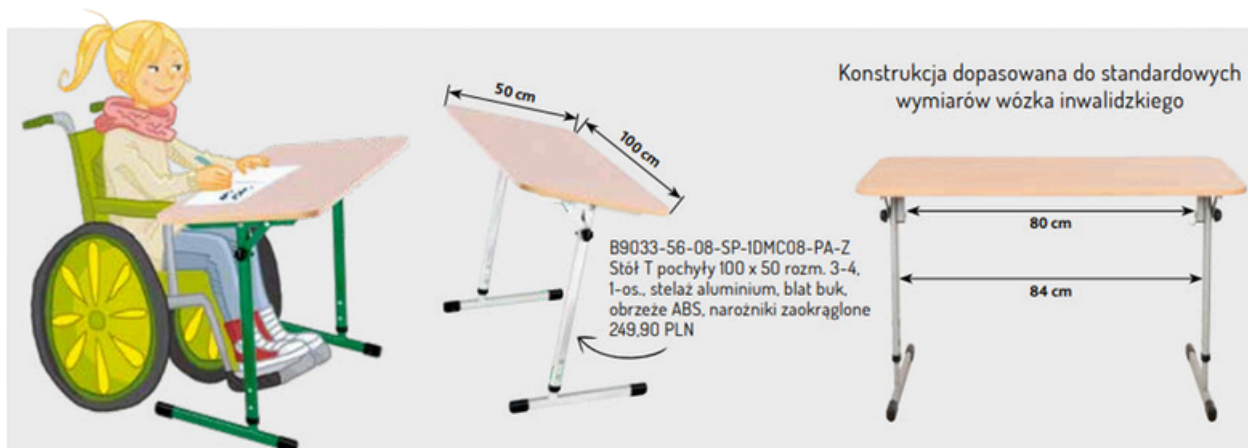 Konstrukcja dopasowana do standardowych
wymiarów wózka inwalidzkiego
50 cm
100 cm
80 cm
84 cm
B9033-56-08-SP-1DMC08-PA-Z
Stół T pochyły 100 x 50 rozm. 3-4,
1-os., stelaż aluminium, blat buk,
obrzeże ABS, narożniki zaokrąglone
249,90 PLN